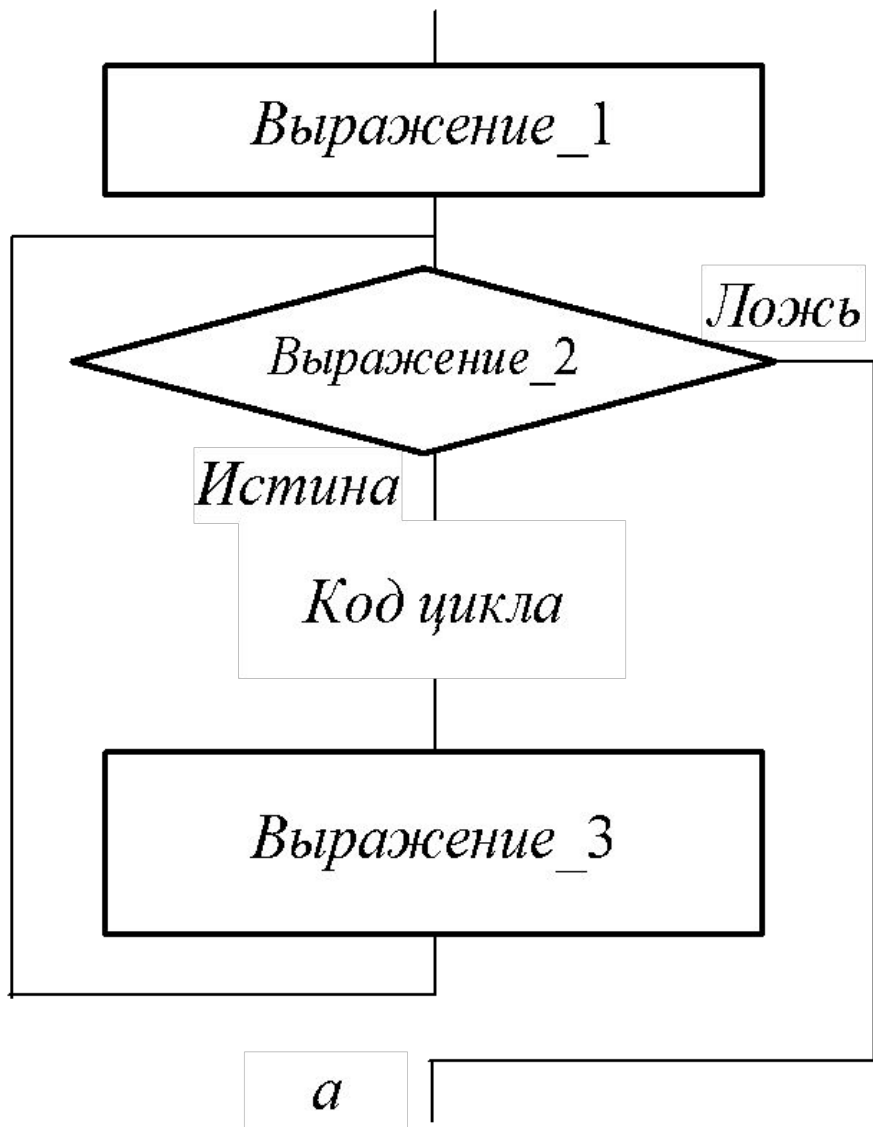 Выражение_1
Ложь
Выражение_2
Истина
Код цикла
Выражение_3
а